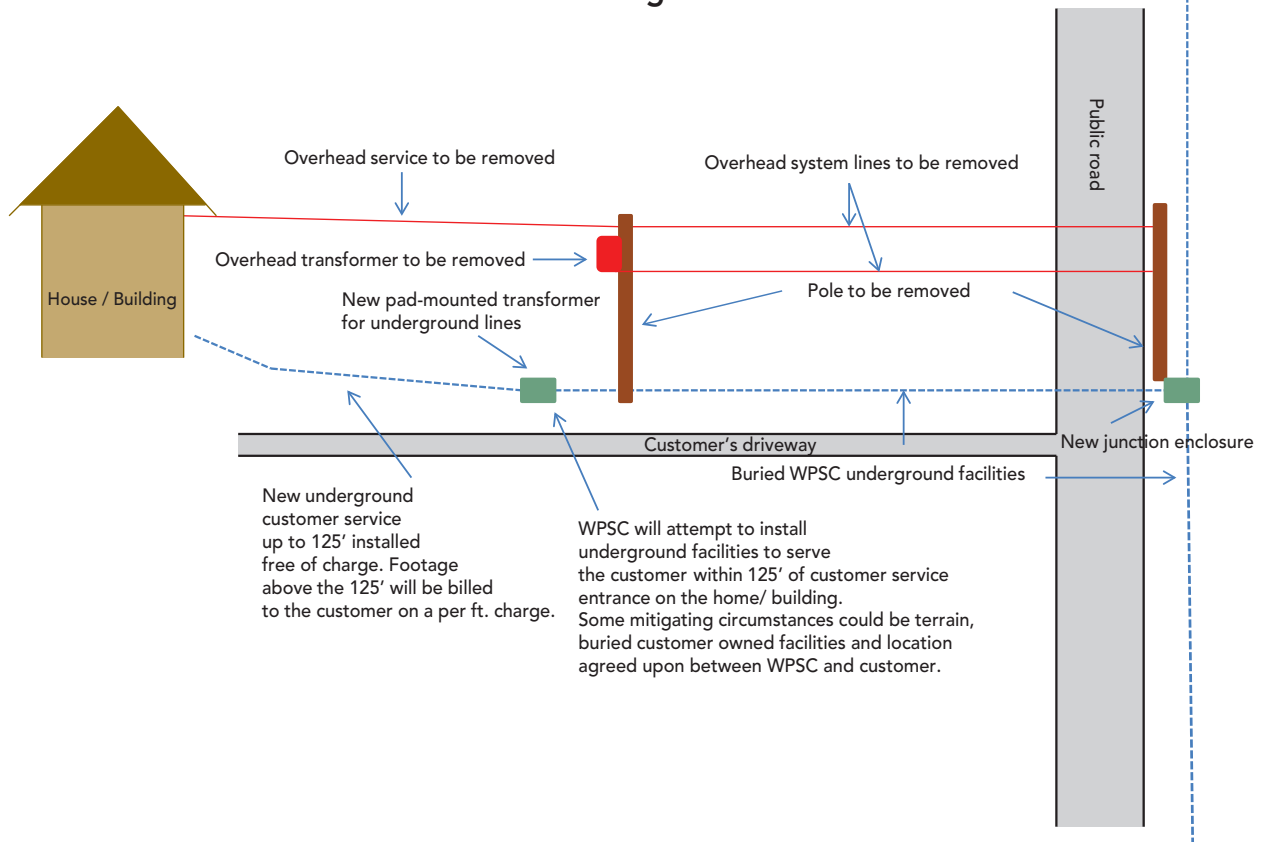 Public road
Overhead service to be removed
Overhead system lines to be removed
Overhead transformer to be removed
House / Building
New pad-mounted transformer
for underground lines
Pole to be removed
Customer’s driveway
New junction enclosure
Buried WPSC underground facilities
New underground
customer service
up to 125’ installed
free of charge. Footage
above the 125’ will be billed
to the customer on a per ft. charge.
WPSC will attempt to install
underground facilities to serve
the customer within 125’ of customer service
entrance on the home/ building.
Some mitigating circumstances could be terrain,
buried customer owned facilities and location
agreed upon between WPSC and customer.